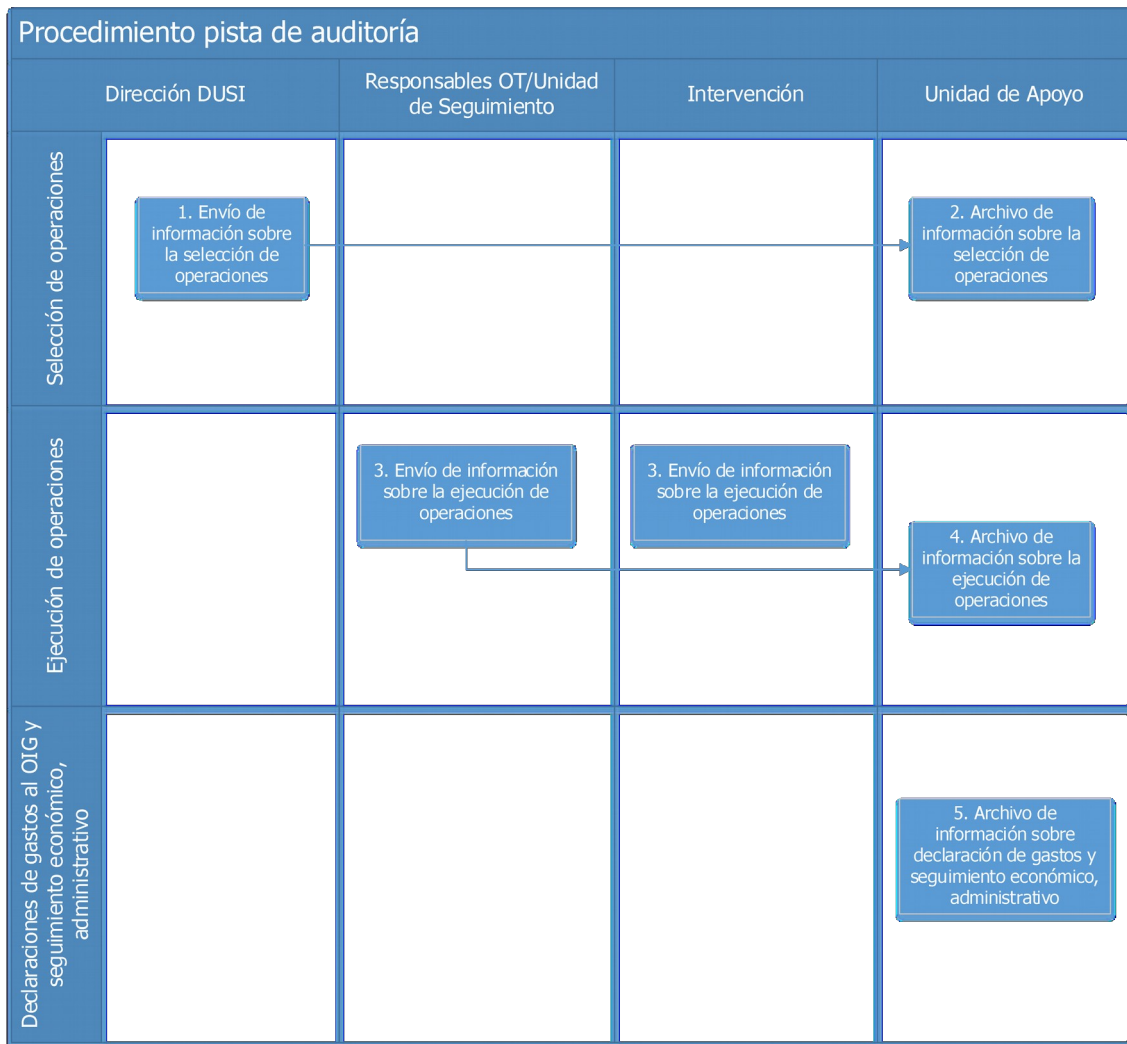 Procedimiento pista de auditoría
Dirección DUSI
Responsables OT/Unidad
de Seguimiento
Intervención
Unidad de Apoyo
Selección de operaciones
1. Envío de
información sobre
la selección de
operaciones
2. Archivo de
información sobre la
selección de
operaciones
Ejecución de operaciones
3. Envío de información
sobre la ejecución de
operaciones
3. Envío de información
sobre la ejecución de
operaciones
4. Archivo de
información sobre la
ejecución de
operaciones
Declaraciones de gastos al OIG y
seguimiento económico,
administrativo
5. Archivo de
información sobre
declaración de gastos y
seguimiento económico,
administrativo